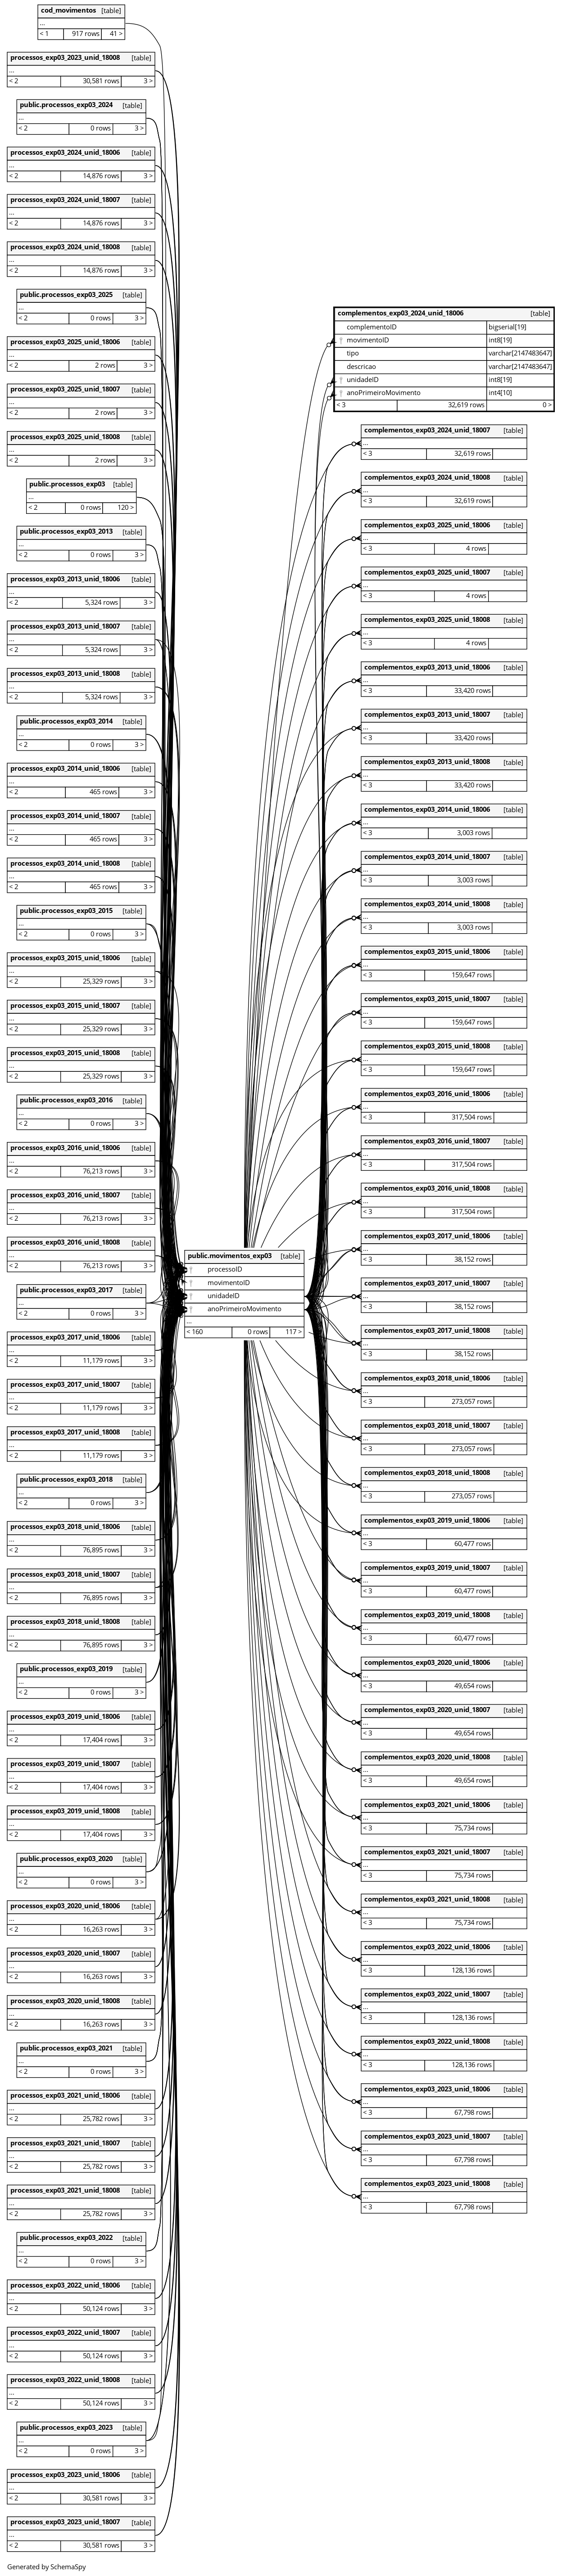 cod_movimentos [table]
...
< 1 917 rows 41 >
processos_exp03_2023_unid_18008 [table]
...
< 2 30,581 rows 3 >
public.processos_exp03_2024 [table]
...
< 2 0 rows 3 >
processos_exp03_2024_unid_18006 [table]
...
< 2 14,876 rows 3 >
processos_exp03_2024_unid_18007 [table]
...
< 2 14,876 rows 3 >
processos_exp03_2024_unid_18008 [table]
...
< 2 14,876 rows 3 >
public.processos_exp03_2025 [table]
...
< 2 0 rows 3 >
processos_exp03_2025_unid_18006 [table]
...
< 2 2 rows 3 >
processos_exp03_2025_unid_18007 [table]
...
< 2 2 rows 3 >
processos_exp03_2025_unid_18008 [table]
...
< 2 2 rows 3 >
public.processos_exp03 [table]
...
< 2 0 rows 120 >
public.processos_exp03_2013 [table]
...
< 2 0 rows 3 >
processos_exp03_2013_unid_18006 [table]
...
< 2 5,324 rows 3 >
processos_exp03_2013_unid_18007 [table]
...
< 2 5,324 rows 3 >
processos_exp03_2013_unid_18008 [table]
...
< 2 5,324 rows 3 >
public.processos_exp03_2014 [table]
...
< 2 0 rows 3 >
processos_exp03_2014_unid_18006 [table]
...
< 2 465 rows 3 >
processos_exp03_2014_unid_18007 [table]
...
< 2 465 rows 3 >
processos_exp03_2014_unid_18008 [table]
...
< 2 465 rows 3 >
public.processos_exp03_2015 [table]
...
< 2 0 rows 3 >
processos_exp03_2015_unid_18006 [table]
...
< 2 25,329 rows 3 >
processos_exp03_2015_unid_18007 [table]
...
< 2 25,329 rows 3 >
processos_exp03_2015_unid_18008 [table]
...
< 2 25,329 rows 3 >
public.processos_exp03_2016 [table]
...
< 2 0 rows 3 >
processos_exp03_2016_unid_18006 [table]
...
< 2 76,213 rows 3 >
processos_exp03_2016_unid_18007 [table]
...
< 2 76,213 rows 3 >
processos_exp03_2016_unid_18008 [table]
...
< 2 76,213 rows 3 >
public.processos_exp03_2017 [table]
...
< 2 0 rows 3 >
processos_exp03_2017_unid_18006 [table]
...
< 2 11,179 rows 3 >
processos_exp03_2017_unid_18007 [table]
...
< 2 11,179 rows 3 >
processos_exp03_2017_unid_18008 [table]
...
< 2 11,179 rows 3 >
public.processos_exp03_2018 [table]
...
< 2 0 rows 3 >
processos_exp03_2018_unid_18006 [table]
...
< 2 76,895 rows 3 >
processos_exp03_2018_unid_18007 [table]
...
< 2 76,895 rows 3 >
processos_exp03_2018_unid_18008 [table]
...
< 2 76,895 rows 3 >
public.processos_exp03_2019 [table]
...
< 2 0 rows 3 >
processos_exp03_2019_unid_18006 [table]
...
< 2 17,404 rows 3 >
processos_exp03_2019_unid_18007 [table]
...
< 2 17,404 rows 3 >
processos_exp03_2019_unid_18008 [table]
...
< 2 17,404 rows 3 >
public.processos_exp03_2020 [table]
...
< 2 0 rows 3 >
processos_exp03_2020_unid_18006 [table]
...
< 2 16,263 rows 3 >
processos_exp03_2020_unid_18007 [table]
...
< 2 16,263 rows 3 >
processos_exp03_2020_unid_18008 [table]
...
< 2 16,263 rows 3 >
public.processos_exp03_2021 [table]
...
< 2 0 rows 3 >
processos_exp03_2021_unid_18006 [table]
...
< 2 25,782 rows 3 >
processos_exp03_2021_unid_18007 [table]
...
< 2 25,782 rows 3 >
processos_exp03_2021_unid_18008 [table]
...
< 2 25,782 rows 3 >
public.processos_exp03_2022 [table]
...
< 2 0 rows 3 >
processos_exp03_2022_unid_18006 [table]
...
< 2 50,124 rows 3 >
processos_exp03_2022_unid_18007 [table]
...
< 2 50,124 rows 3 >
processos_exp03_2022_unid_18008 [table]
...
< 2 50,124 rows 3 >
public.processos_exp03_2023 [table]
...
< 2 0 rows 3 >
processos_exp03_2023_unid_18006 [table]
...
< 2 30,581 rows 3 >
processos_exp03_2023_unid_18007 [table]
...
< 2 30,581 rows 3 >
public.movimentos_exp03 [table]
processoID
movimentoID
unidadeID
anoPrimeiroMovimento
...
< 160 0 rows 117 >
complementos_exp03_2024_unid_18006 [table]
complementoID bigserial[19]
movimentoID int8[19]
tipo varchar[2147483647]
descricao varchar[2147483647]
unidadeID int8[19]
anoPrimeiroMovimento int4[10]
< 3 32,619 rows 0 >
complementos_exp03_2024_unid_18007 [table]
...
< 3 32,619 rows
complementos_exp03_2024_unid_18008 [table]
...
< 3 32,619 rows
complementos_exp03_2025_unid_18006 [table]
...
< 3 4 rows
complementos_exp03_2025_unid_18007 [table]
...
< 3 4 rows
complementos_exp03_2025_unid_18008 [table]
...
< 3 4 rows
complementos_exp03_2013_unid_18006 [table]
...
< 3 33,420 rows
complementos_exp03_2013_unid_18007 [table]
...
< 3 33,420 rows
complementos_exp03_2013_unid_18008 [table]
...
< 3 33,420 rows
complementos_exp03_2014_unid_18006 [table]
...
< 3 3,003 rows
complementos_exp03_2014_unid_18007 [table]
...
< 3 3,003 rows
complementos_exp03_2014_unid_18008 [table]
...
< 3 3,003 rows
complementos_exp03_2015_unid_18006 [table]
...
< 3 159,647 rows
complementos_exp03_2015_unid_18007 [table]
...
< 3 159,647 rows
complementos_exp03_2015_unid_18008 [table]
...
< 3 159,647 rows
complementos_exp03_2016_unid_18006 [table]
...
< 3 317,504 rows
complementos_exp03_2016_unid_18007 [table]
...
< 3 317,504 rows
complementos_exp03_2016_unid_18008 [table]
...
< 3 317,504 rows
complementos_exp03_2017_unid_18006 [table]
...
< 3 38,152 rows
complementos_exp03_2017_unid_18007 [table]
...
< 3 38,152 rows
complementos_exp03_2017_unid_18008 [table]
...
< 3 38,152 rows
complementos_exp03_2018_unid_18006 [table]
...
< 3 273,057 rows
complementos_exp03_2018_unid_18007 [table]
...
< 3 273,057 rows
complementos_exp03_2018_unid_18008 [table]
...
< 3 273,057 rows
complementos_exp03_2019_unid_18006 [table]
...
< 3 60,477 rows
complementos_exp03_2019_unid_18007 [table]
...
< 3 60,477 rows
complementos_exp03_2019_unid_18008 [table]
...
< 3 60,477 rows
complementos_exp03_2020_unid_18006 [table]
...
< 3 49,654 rows
complementos_exp03_2020_unid_18007 [table]
...
< 3 49,654 rows
complementos_exp03_2020_unid_18008 [table]
...
< 3 49,654 rows
complementos_exp03_2021_unid_18006 [table]
...
< 3 75,734 rows
complementos_exp03_2021_unid_18007 [table]
...
< 3 75,734 rows
complementos_exp03_2021_unid_18008 [table]
...
< 3 75,734 rows
complementos_exp03_2022_unid_18006 [table]
...
< 3 128,136 rows
complementos_exp03_2022_unid_18007 [table]
...
< 3 128,136 rows
complementos_exp03_2022_unid_18008 [table]
...
< 3 128,136 rows
complementos_exp03_2023_unid_18006 [table]
...
< 3 67,798 rows
complementos_exp03_2023_unid_18007 [table]
...
< 3 67,798 rows
complementos_exp03_2023_unid_18008 [table]
...
< 3 67,798 rows
Generated by SchemaSpy